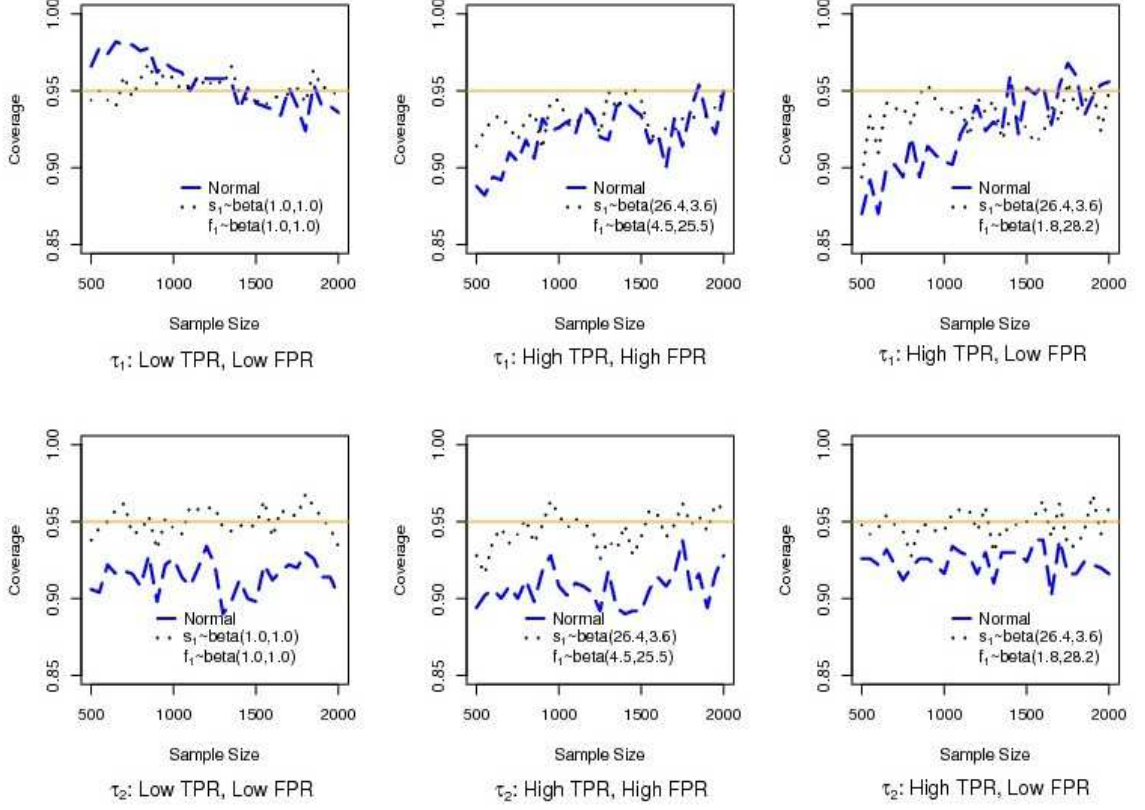 1.00
0.95
0.90
0.85
Coverage
Normal
s₁~beta(1.0,1.0)
f₁~beta(1.0,1.0)
500 1000 1500 2000
Sample Size
τ₁: Low TPR, Low FPR
1.00
0.95
0.90
0.85
Coverage
Normal
s₁~beta(26.4,3.6)
f₁~beta(4.5,25.5)
500 1000 1500 2000
Sample Size
τ₁: High TPR, High FPR
1.00
0.95
0.90
0.85
Coverage
Normal
s₁~beta(26.4,3.6)
f₁~beta(1.8,28.2)
500 1000 1500 2000
Sample Size
τ₁: High TPR, Low FPR
1.00
0.95
0.90
0.85
Coverage
Normal
s₁~beta(1.0,1.0)
f₁~beta(1.0,1.0)
500 1000 1500 2000
Sample Size
τ₂: Low TPR, Low FPR
1.00
0.95
0.90
0.85
Coverage
Normal
s₁~beta(26.4,3.6)
f₁~beta(4.5,25.5)
500 1000 1500 2000
Sample Size
τ₂: High TPR, High FPR
1.00
0.95
0.90
0.85
Coverage
Normal
s₁~beta(26.4,3.6)
f₁~beta(1.8,28.2)
500 1000 1500 2000
Sample Size
τ₂: High TPR, Low FPR